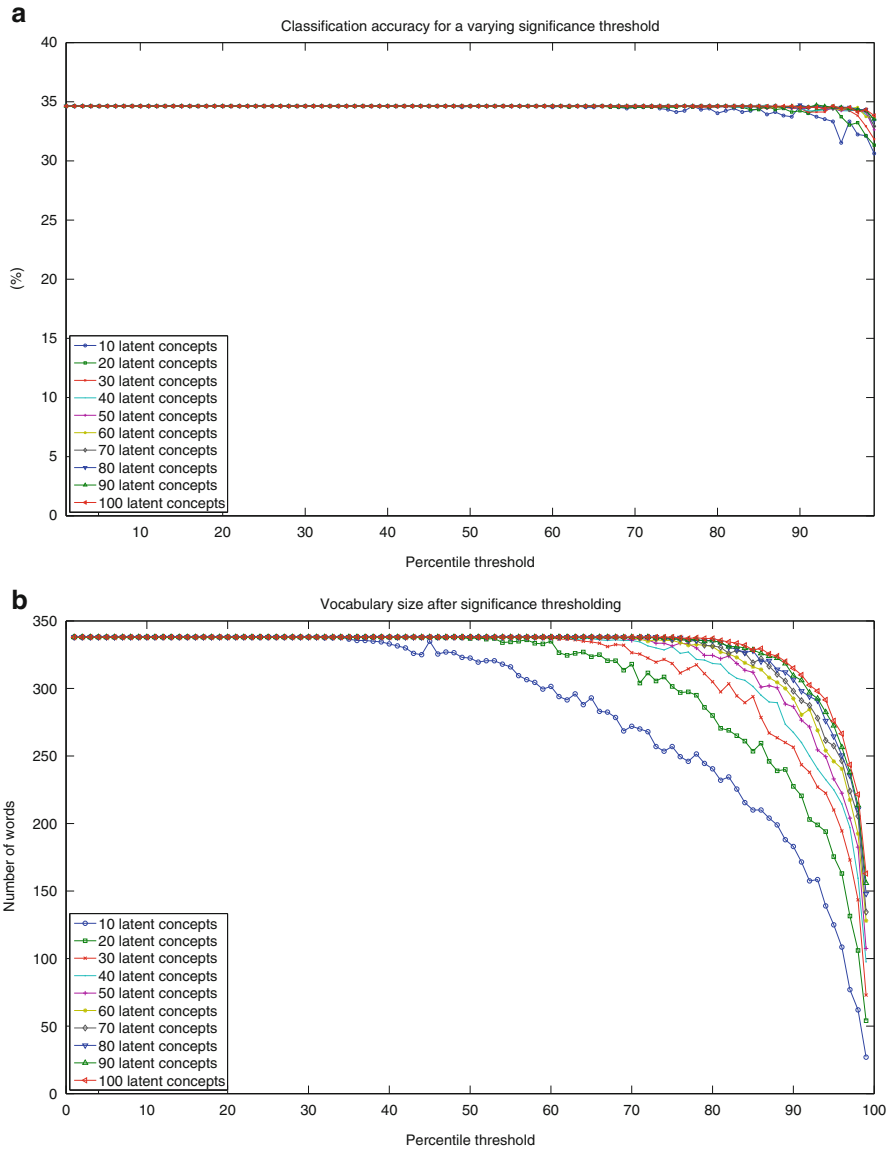 a
Classification accuracy for a varying significance threshold
40
35
30
25
20
15
10
5
0
(%)
10 latent concepts
20 latent concepts
30 latent concepts
40 latent concepts
50 latent concepts
60 latent concepts
70 latent concepts
80 latent concepts
90 latent concepts
100 latent concepts
10 20 30 40 50 60 70 80 90
Percentile threshold
b
Vocabulary size after significance thresholding
350
300
250
200
150
100
50
0
Number of words
10 latent concepts
20 latent concepts
30 latent concepts
40 latent concepts
50 latent concepts
60 latent concepts
70 latent concepts
80 latent concepts
90 latent concepts
100 latent concepts
0 10 20 30 40 50 60 70 80 90 100
Percentile threshold